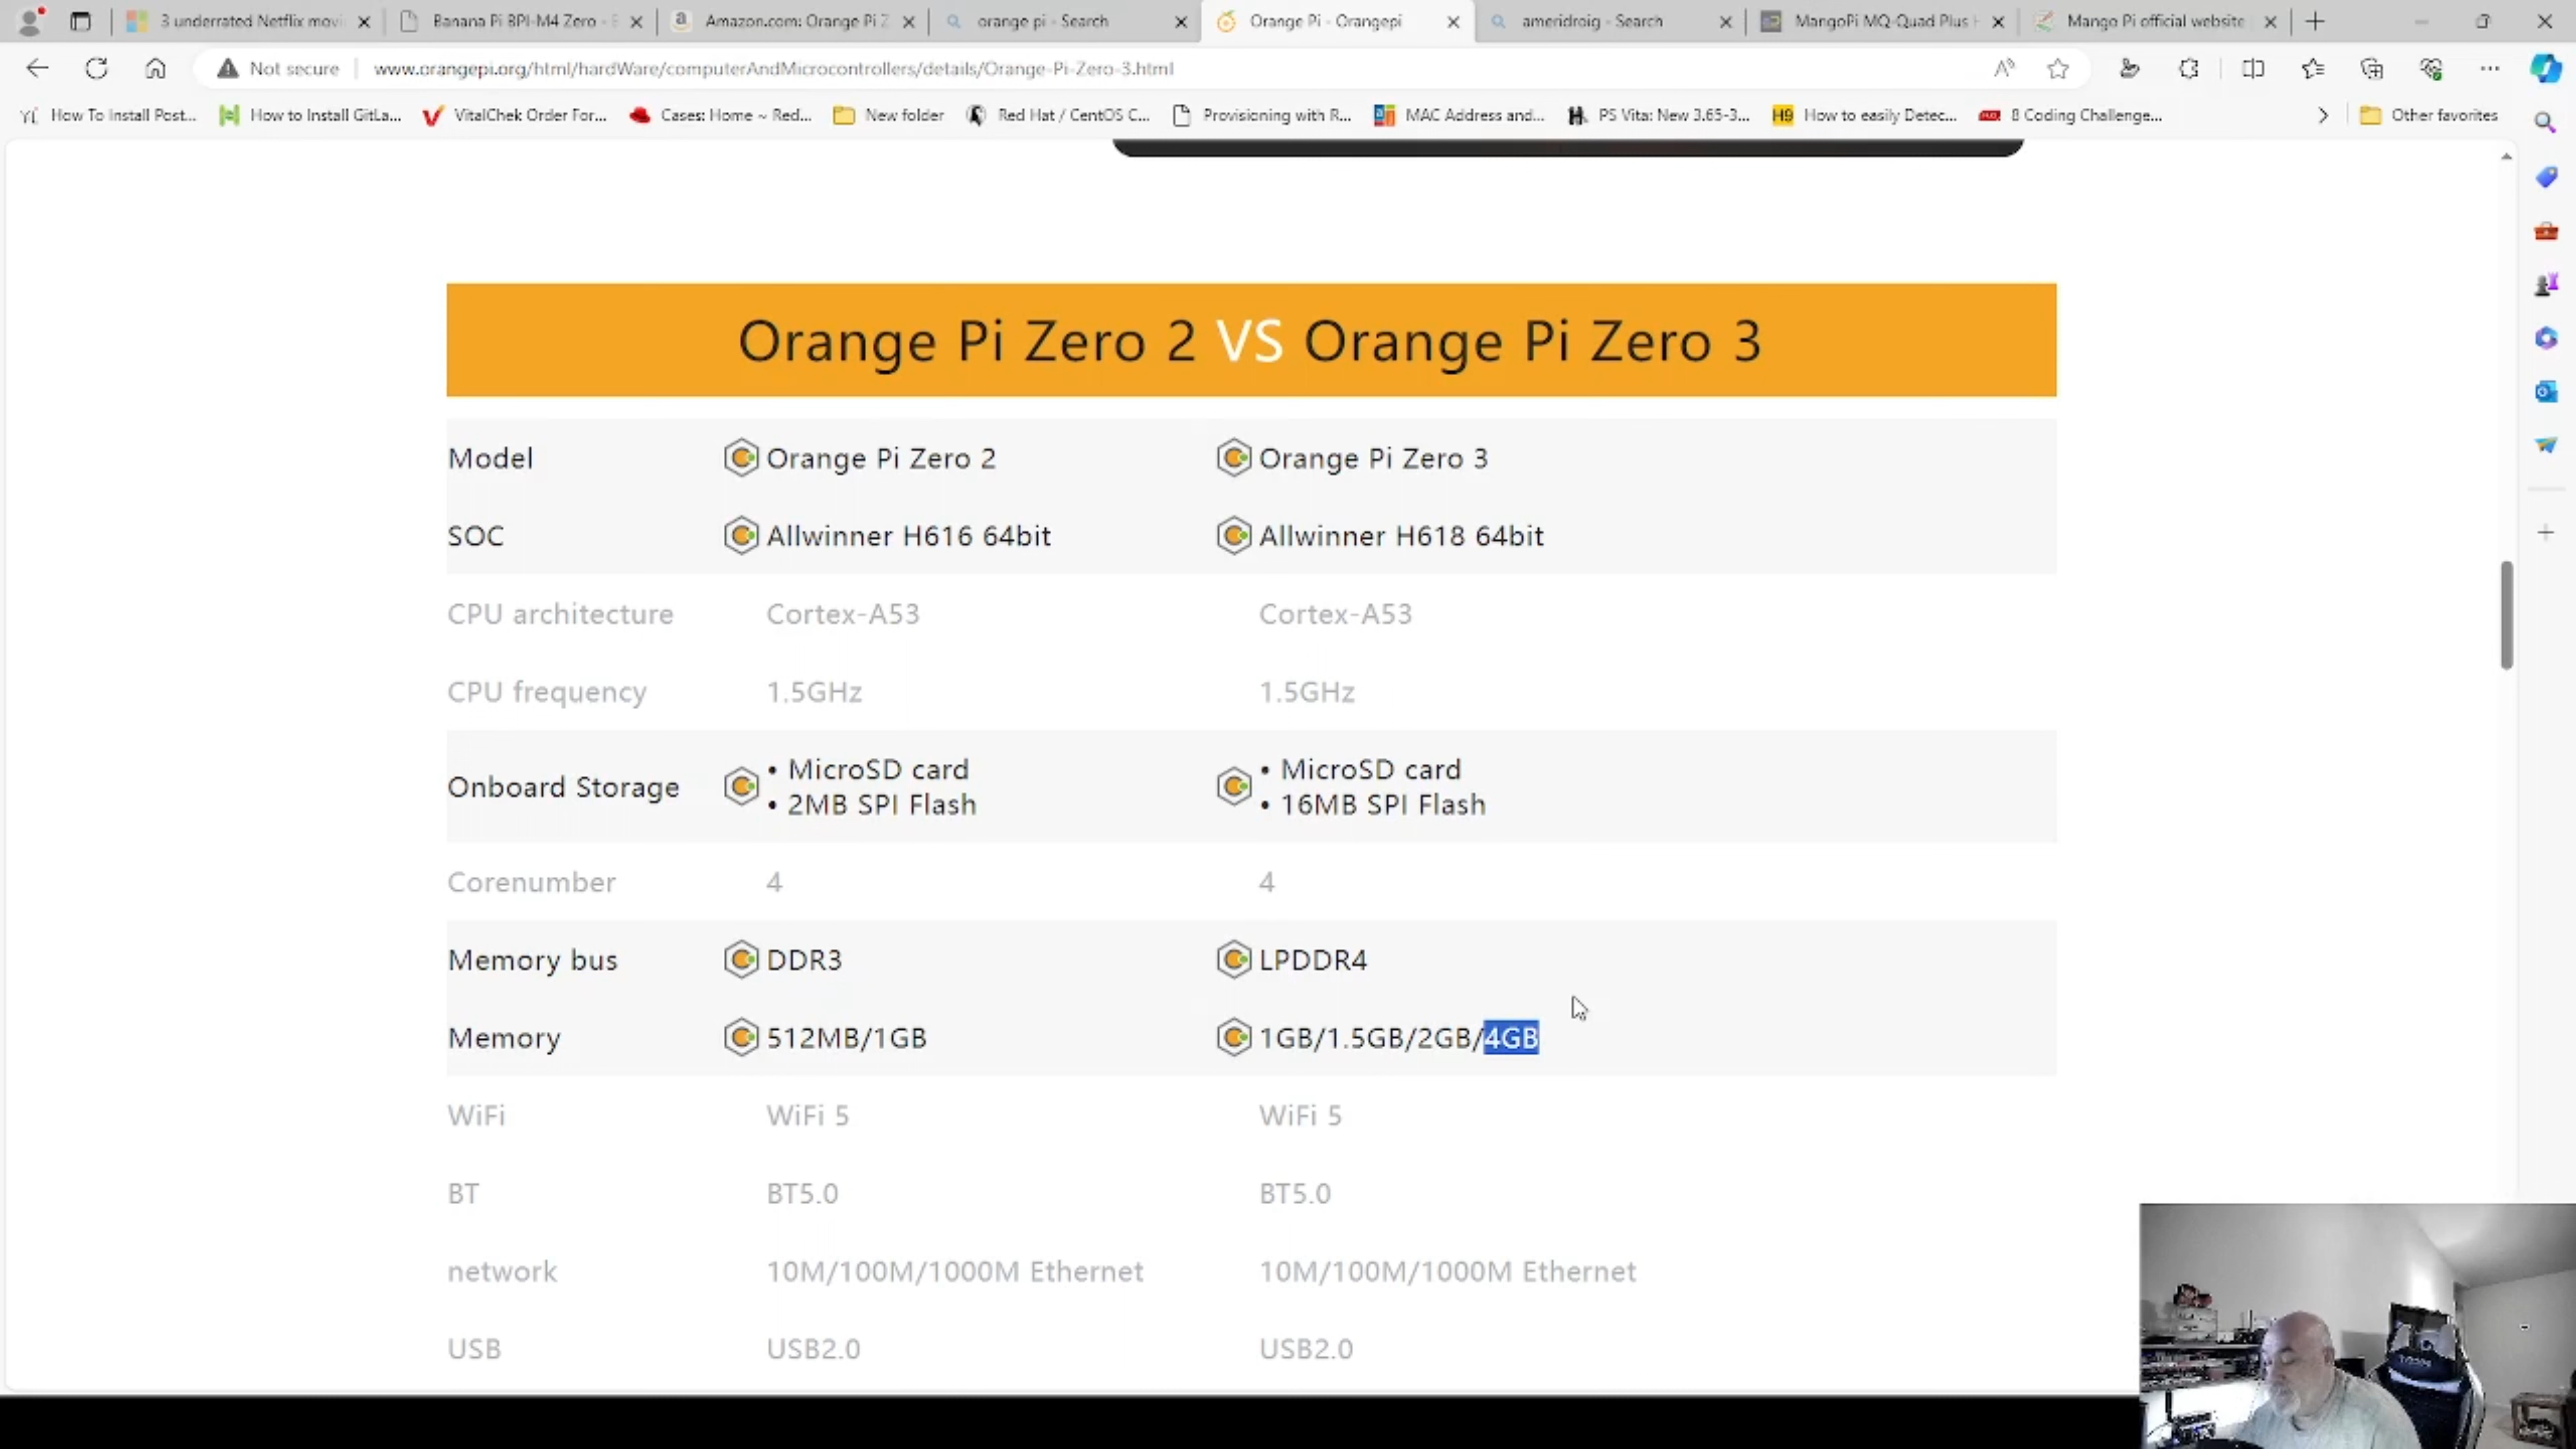 3 underrated Netflix movi
Banana Pi BPI-M4 Zero -
Amazon.com: Orange Pi Z
orange pi - Search
Orange Pi - Orangepi
ameridroig - Search
MangoPi MQ-Quad Plus
Mango Pi official website
Not secure
www.orangepi.org/html/hardWare/computerAndMicrocontrollers/details/Orange-Pi-Zero-3.html
How To Install Post...
How to Install GitLa...
VitalChek Order For...
Cases: Home ~ Red...
New folder
Red Hat / CentOS C...
Provisioning with R...
MAC Address and...
PS Vita: New 3.65-3...
H9 How to easily Detec...
8 Coding Challenge...
Other favorites
Orange Pi Zero 2 VS Orange Pi Zero 3
Model Orange Pi Zero 2 Orange Pi Zero 3
SOC Allwinner H616 64bit Allwinner H618 64bit
CPU architecture Cortex-A53 Cortex-A53
CPU frequency 1.5GHz 1.5GHz
Onboard Storage • MicroSD card • MicroSD card
• 2MB SPI Flash • 16MB SPI Flash
Corenumber 4 4
Memory bus DDR3 LPDDR4
Memory 512MB/1GB 1GB/1.5GB/2GB/4GB
WiFi WiFi 5 WiFi 5
BT BT5.0 BT5.0
network 10M/100M/1000M Ethernet 10M/100M/1000M Ethernet
USB USB2.0 USB2.0